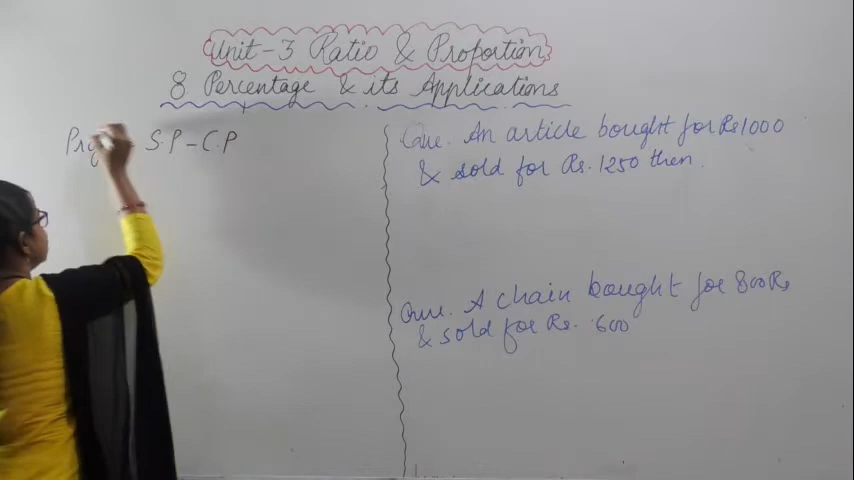 Unit-3 Ratio & Proportion
8 Percentage & its Applications
S.P - C.P
Que. An article bought for Rs1000
& sold for Rs. 1250 then.
Que. A chain bought for 800Rs
& sold for Rs. 600